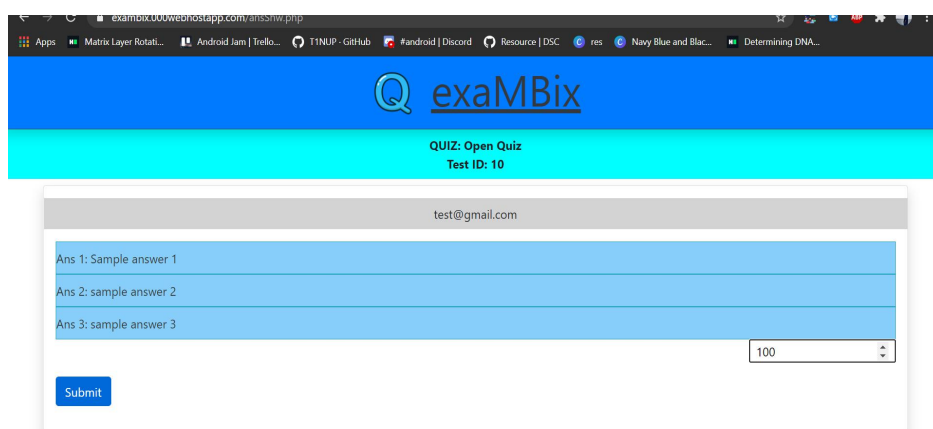 exambix.000webhostapp.com/ansShw.php
Apps Matrix Layer Rotati... Android Jam | Trello... T1NUP - GitHub #android | Discord Resource | DSC res Navy Blue and Blac... Determining DNA...
exaMBix
QUIZ: Open Quiz
Test ID: 10
test@gmail.com
Ans 1: Sample answer 1
Ans 2: sample answer 2
Ans 3: sample answer 3
100
Submit